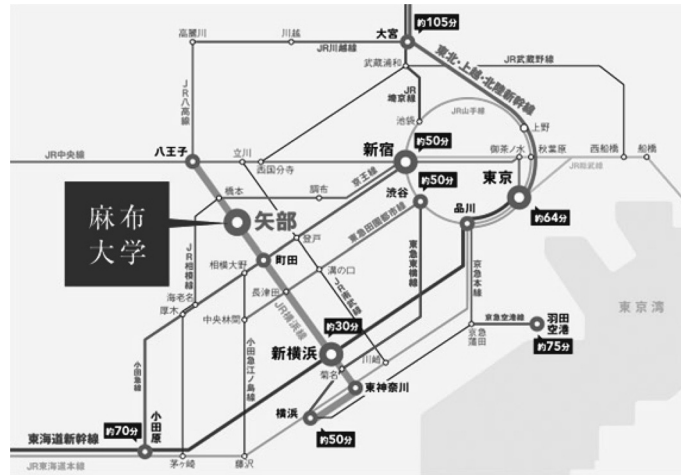 約105分
大宮
高麗川
川越
JR川越線
武蔵浦和
東北・上越・北陸新幹線
JR武蔵野線
JR埼京線
JR八高線
JR山手線
池袋
上野
約50分
新宿
御茶ノ水
秋葉原
西船橋
船橋
JR中央線
八王子
立川
西国分寺
JR総武線
京王線
約50分
渋谷
東京
橋本
調布
麻布
大学
矢部
品川
約64分
東急田園都市線
登戸
東急東横線
JR相模線
町田
相模大野
溝の口
JR南武線
京急本線
東京湾
海老名
厚木
長津田
中央林間
JR横浜線
約30分
京急空港線
羽田
空港
京急
蒲田
約75分
新横浜
小田急線
小田急江ノ島線
菊名
川崎
東神奈川
横浜
約50分
約70分
小田原
東海道新幹線
JR東海道本線
茅ヶ崎
藤沢